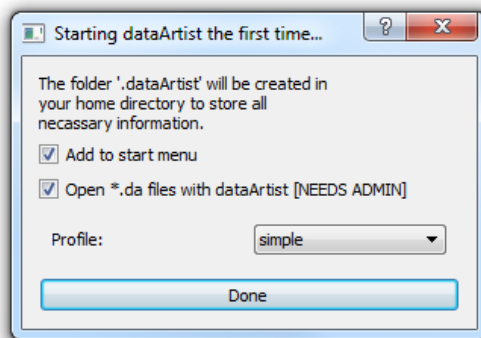 Starting dataArtist the first time...
The folder '.dataArtist' will be created in
your home directory to store all
necassary information.
Add to start menu
Open *.da files with dataArtist [NEEDS ADMIN]
Profile: simple
Done